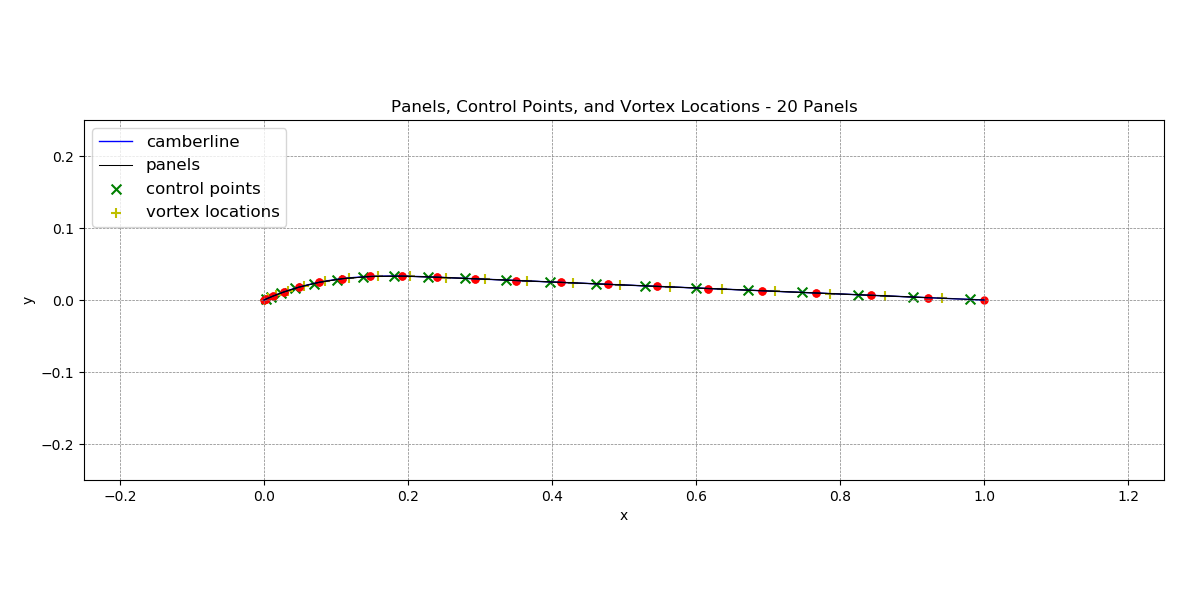 Panels, Control Points, and Vortex Locations - 20 Panels
camberline
panels
control points
vortex locations
0.2
0.1
0.0
−0.1
−0.2
y
−0.2 0.0 0.2 0.4 0.6 0.8 1.0 1.2
x